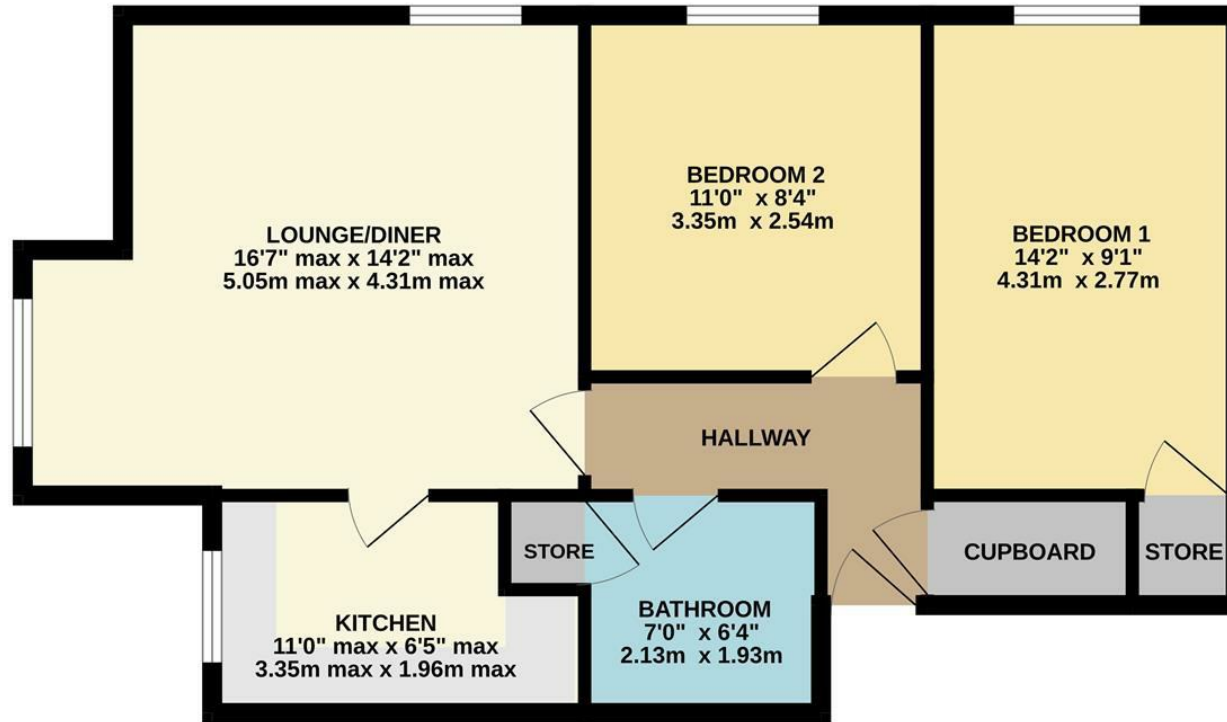 LOUNGE/DINER
16'7" max x 14'2" max
5.05m max x 4.31m max
BEDROOM 2
11'0" x 8'4"
3.35m x 2.54m
BEDROOM 1
14'2" x 9'1"
4.31m x 2.77m
HALLWAY
STORE
CUPBOARD
STORE
KITCHEN
11'0" max x 6'5" max
3.35m max x 1.96m max
BATHROOM
7'0" x 6'4"
2.13m x 1.93m